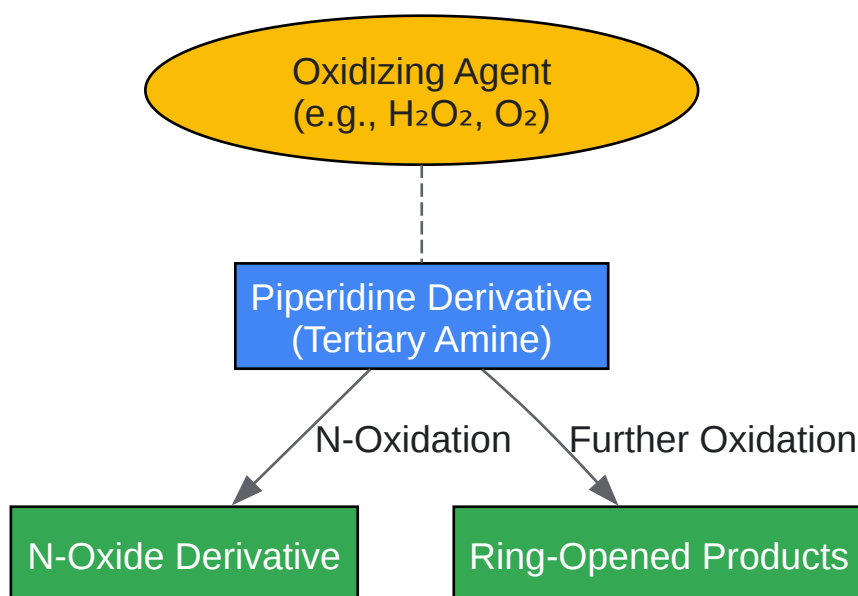 Oxidizing Agent
(e.g., H₂O₂, O₂)
Piperidine Derivative
(Tertiary Amine)
N-Oxidation
Further Oxidation
N-Oxide Derivative
Ring-Opened Products